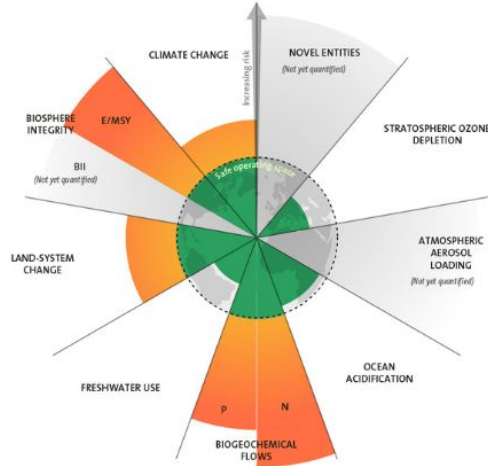 CLIMATE CHANGE
Increasing risk
NOVEL ENTITIES
(Not yet quantified)
STRATOSPHERIC OZONE
DEPLETION
ATMOSPHERIC
AEROSOL
LOADING
(Not yet quantified)
OCEAN
ACIDIFICATION
BIOGEOCHEMICAL
FLOWS
P
N
FRESHWATER USE
LAND-SYSTEM
CHANGE
BIOSPHERE
INTEGRITY
E/MSY
BII
(Not yet quantified)
Safe operating space